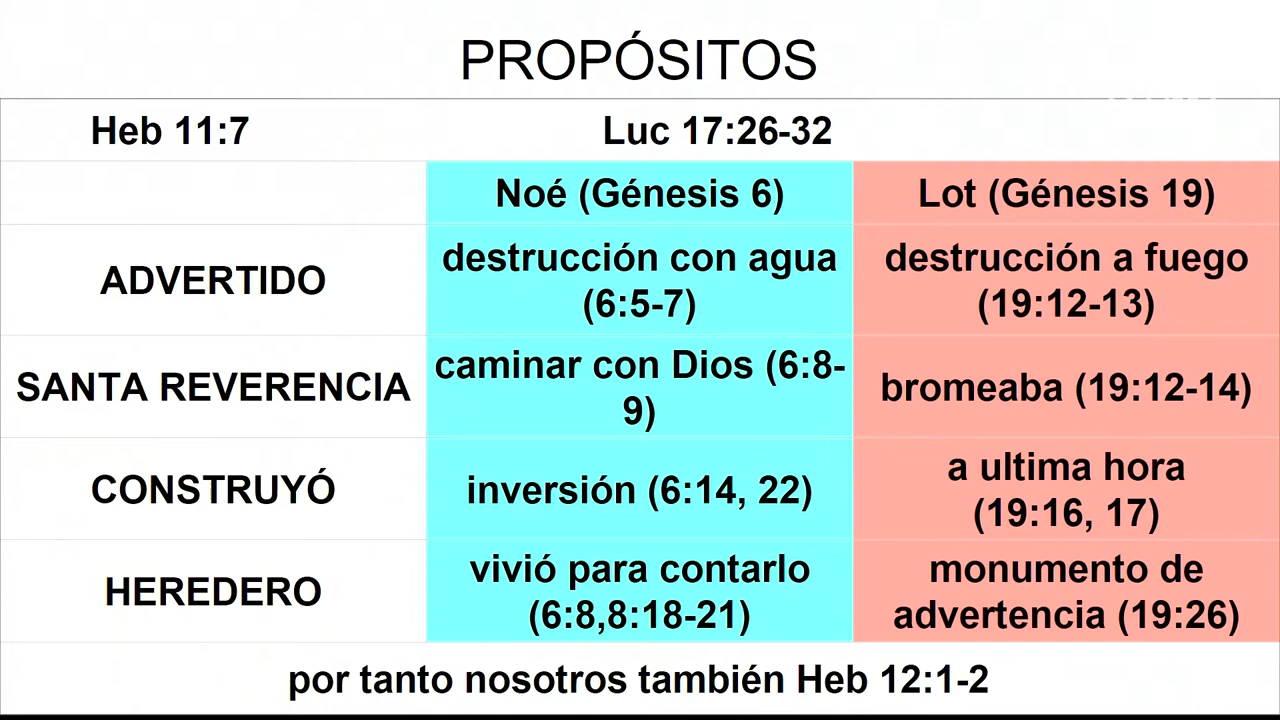 PROPÓSITOS
Heb 11:7
Luc 17:26-32
Noé (Génesis 6)
Lot (Génesis 19)
ADVERTIDO
destrucción con agua
(6:5-7)
destrucción a fuego
(19:12-13)
SANTA REVERENCIA
caminar con Dios (6:8-
9)
bromeaba (19:12-14)
CONSTRUYÓ
inversión (6:14, 22)
a ultima hora
(19:16, 17)
HEREDERO
vivió para contarlo
(6:8,8:18-21)
monumento de
advertencia (19:26)
por tanto nosotros también Heb 12:1-2